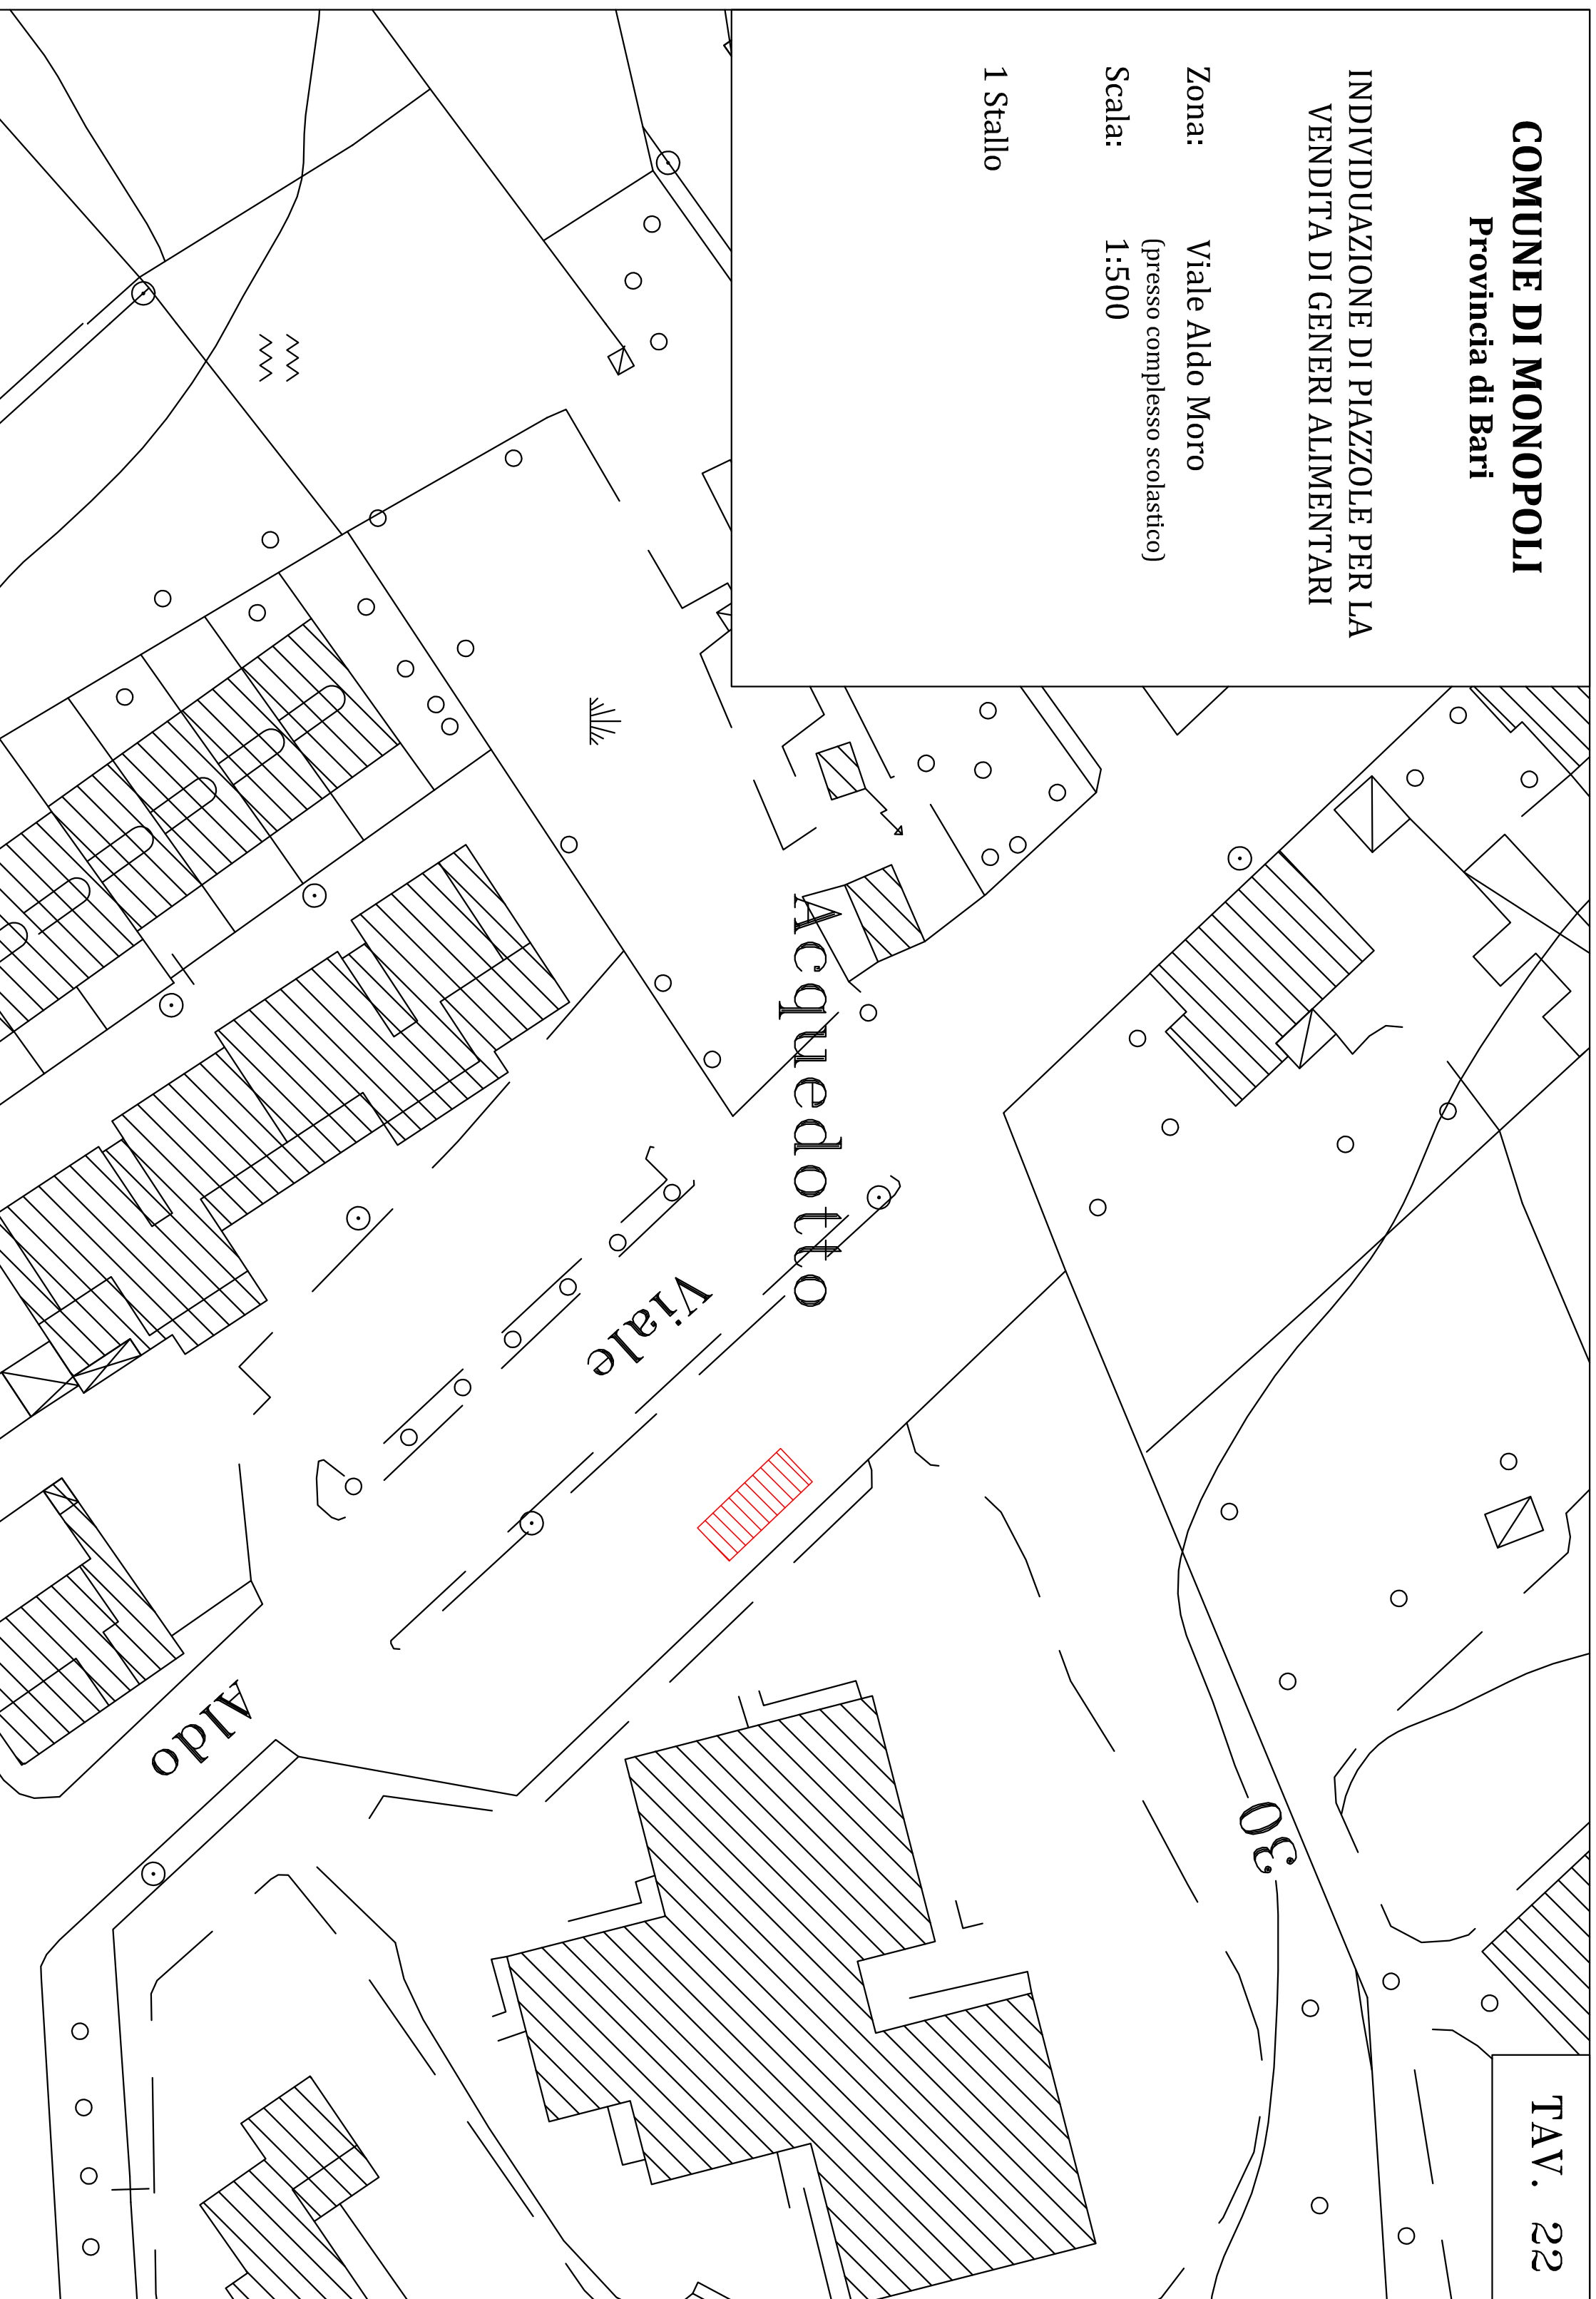 COMUNE DI MONOPOLI
Provincia di Bari
INDIVIDUAZIONE DI PIAZZOLE PER LA
VENDITA DI GENERI ALIMENTARI
Zona: Viale Aldo Moro
(presso complesso scolastico)
Scala: 1:500
1 Stallo
TAV. 22
Acquedotto
Viale
Aldo
30